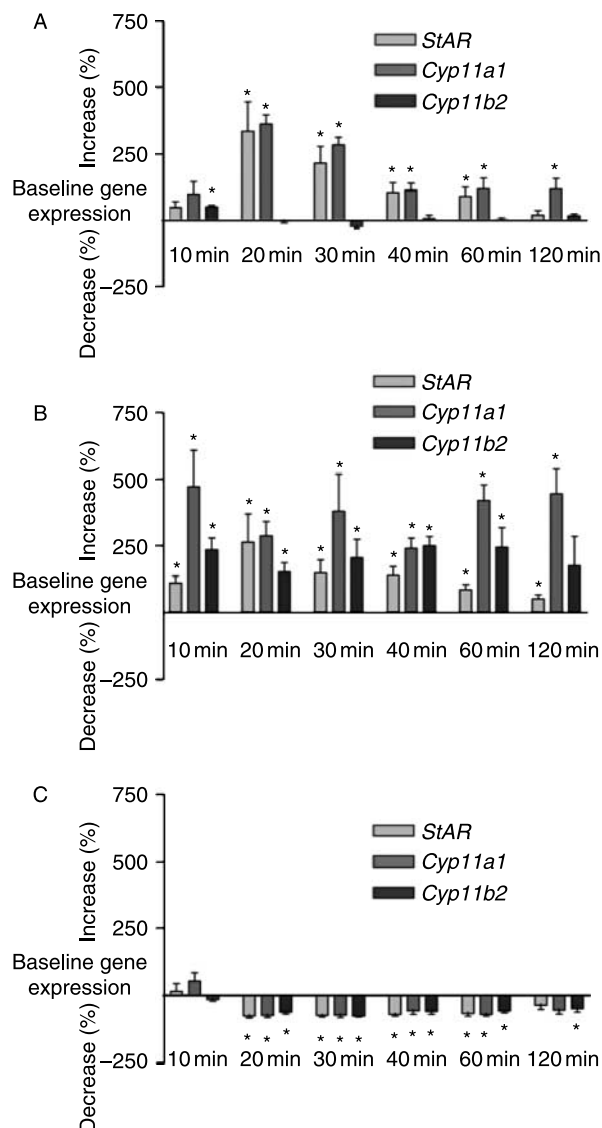 A
750
500
250
Baseline gene
expression
−250
Increase (%)
Decrease (%)
StAR
Cyp11a1
Cyp11b2
* * * * * * * * * *
10 min 20 min 30 min 40 min 60 min 120 min
B
StAR
Cyp11a1
Cyp11b2
750
500
250
Baseline gene
expression
−250
Increase (%)
Decrease (%)
* * * * * * * * * * * * * * * * *
10 min 20 min 30 min 40 min 60 min 120 min
C
750
500
250
Baseline gene
expression
−250
Increase (%)
Decrease (%)
StAR
Cyp11a1
Cyp11b2
* * * * * * * * * * * * *
10 min 20 min 30 min 40 min 60 min 120 min